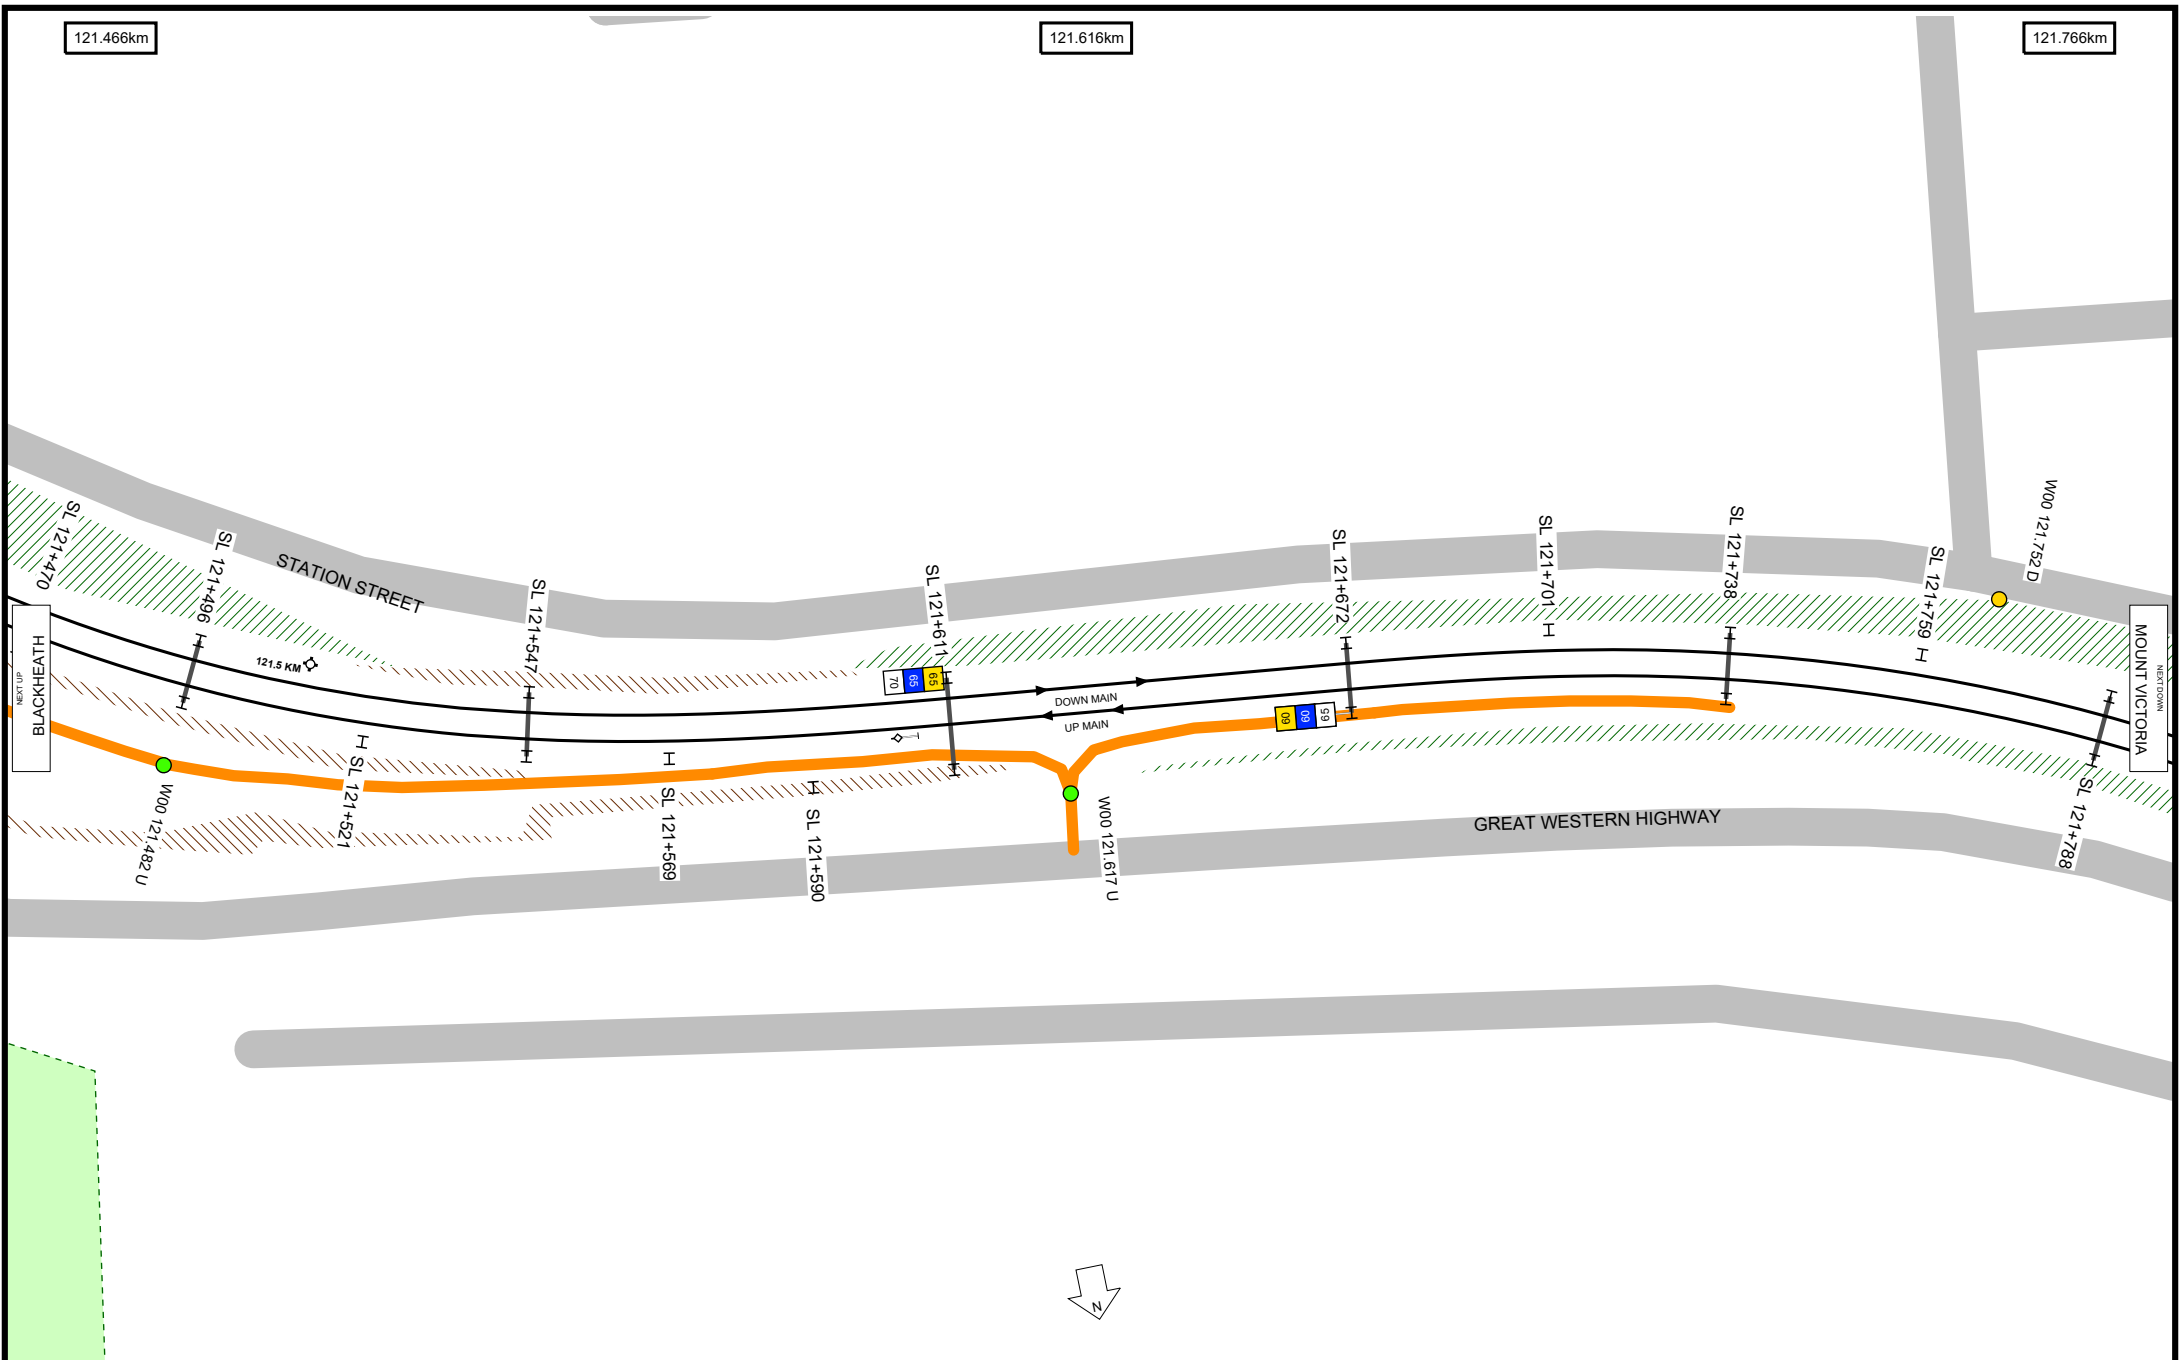 121.466km
121.616km
121.766km
SL 121+470
SL 121+496
STATION STREET
SL 121+547
SL 121+611
SL 121+672
SL 121+701
SL 121+738
SL 121+759
W00 121.752 D
121.5 KM
70
65
65
DOWN MAIN
UP MAIN
60
60
65
NEXT UP
BLACKHEATH
NEXT DOWN
MOUNT VICTORIA
W00 121.482 U
SL 121+521
SL 121+569
SL 121+590
W00 121.617 U
GREAT WESTERN HIGHWAY
SL 121+788
N